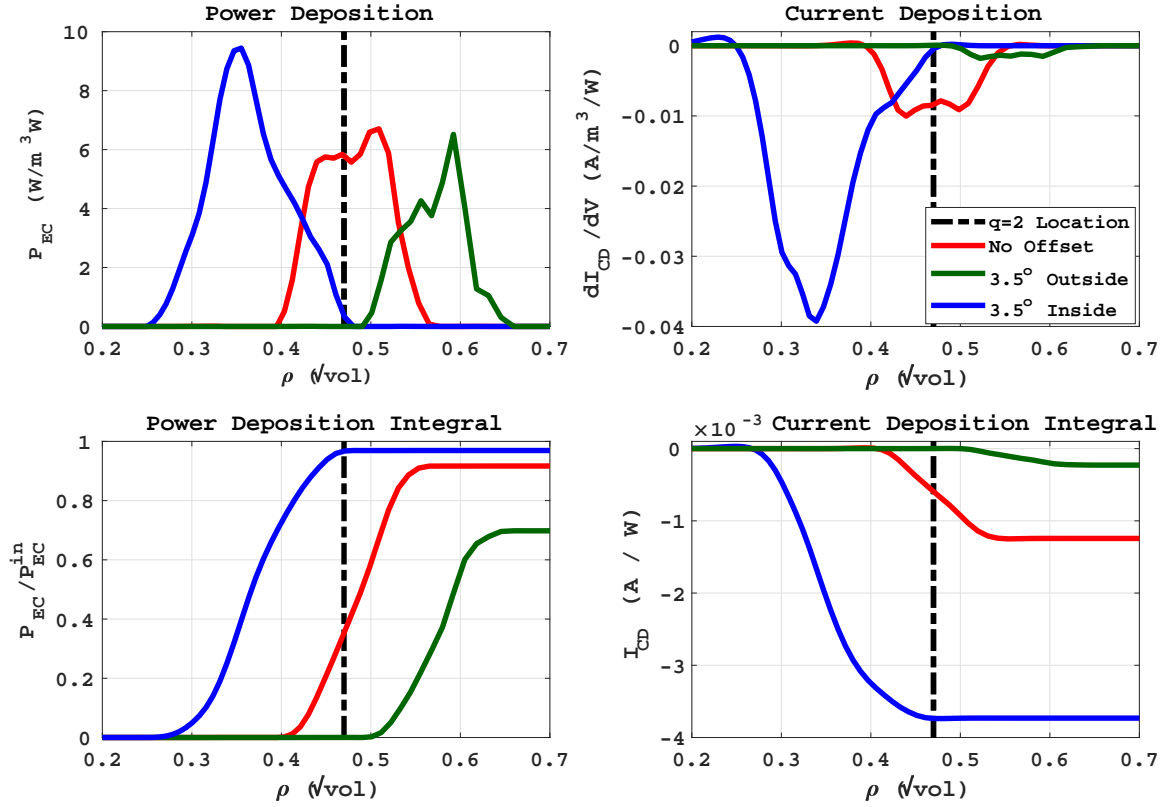 Power Deposition
10
8
6
4
2
0
P_EC (W/m³W)
0.2 0.3 0.4 0.5 0.6 0.7
ρ (√vol)
Current Deposition
0
-0.01
-0.02
-0.03
-0.04
dI_CD/dV (A/m³/W)
q=2 Location
No Offset
3.5° Outside
3.5° Inside
0.2 0.3 0.4 0.5 0.6 0.7
ρ (√vol)
Power Deposition Integral
1
0.8
0.6
0.4
0.2
0
P_EC/P_EC^in
0.2 0.3 0.4 0.5 0.6 0.7
ρ (√vol)
×10⁻³ Current Deposition Integral
0
-1
-2
-3
-4
I_CD (A / W)
0.2 0.3 0.4 0.5 0.6 0.7
ρ (√vol)